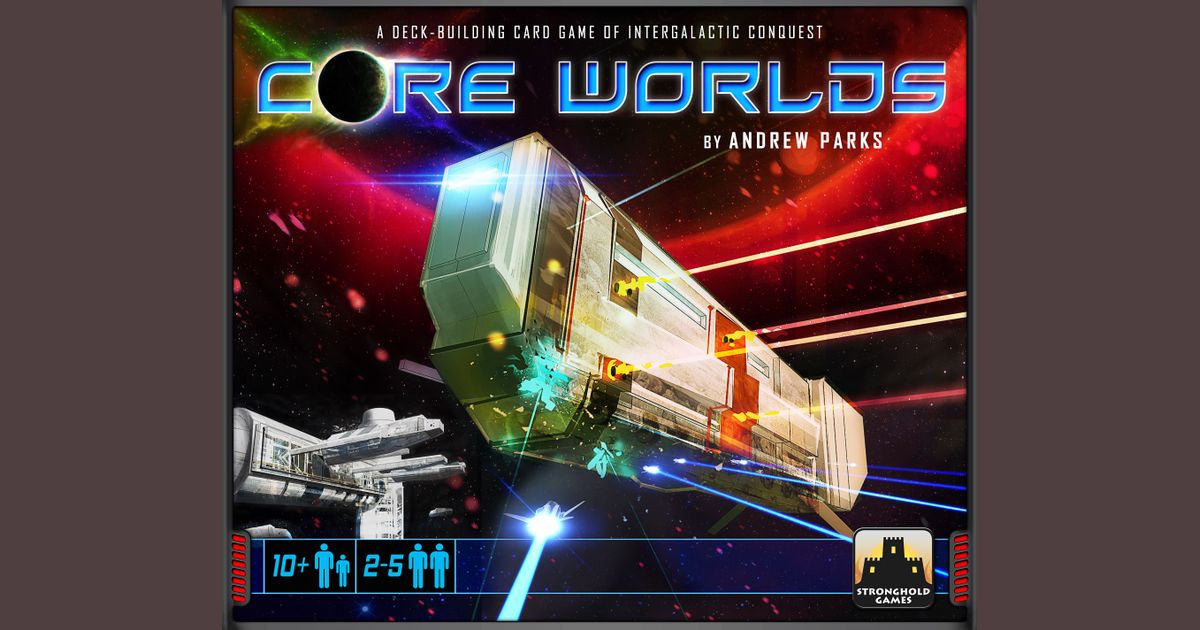 A DECK-BUILDING CARD GAME OF INTERGALACTIC CONQUEST
CORE WORLDS
BY ANDREW PARKS
10+
2-5
STRONGHOLD
GAMES